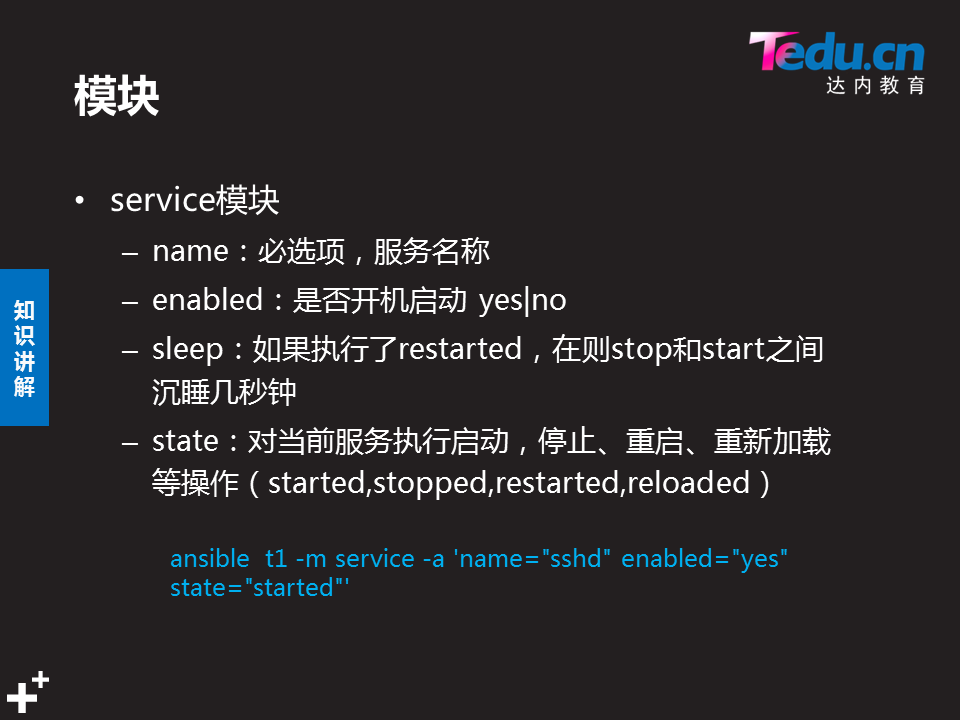 Tedu.cn
达内教育
模块
• service模块
– name：必选项，服务名称
– enabled：是否开机启动 yes|no
– sleep：如果执行了restarted，在则stop和start之间
沉睡几秒钟
– state：对当前服务执行启动，停止、重启、重新加载
等操作（started,stopped,restarted,reloaded）
知
识
讲
解
ansible  t1 -m service -a 'name="sshd" enabled="yes"
state="started"'